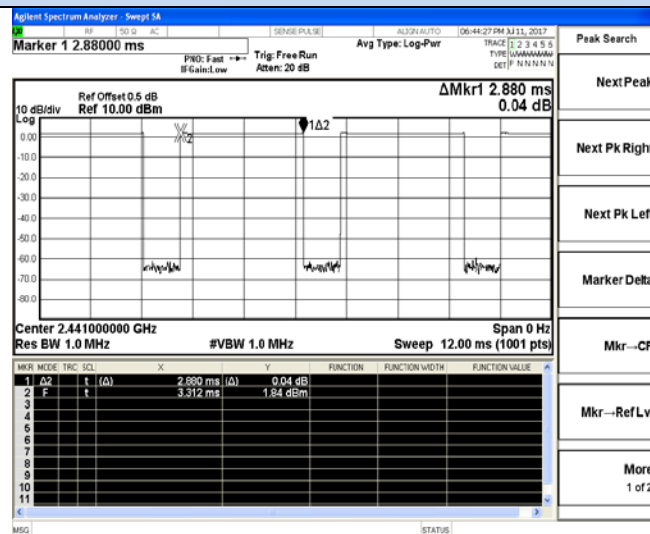 Agilent Spectrum Analyzer - Swept SA
RF 50 Ω AC SENSE:PULSE ALIGN AUTO 06:44:27 PM Jul 11, 2017
Marker 1 2.88000 ms
Avg Type: Log-Pwr
TRACE 1 2 3 4 5 6
TYPE
DET P N N N N N
PNO: Fast
IFGain:Low
Trig: Free Run
Atten: 20 dB
Peak Search
Next Peak
Next Pk Right
Next Pk Left
Marker Delta
Mkr→CF
Mkr→Ref Lvl
More
1 of 2
Ref Offset 0.5 dB
Ref 10.00 dBm
10 dB/div
Log
ΔMkr1 2.880 ms
0.04 dB
1Δ2
2
0.00
-10.0
-20.0
-30.0
-40.0
-50.0
-60.0
-70.0
-80.0
Center 2.441000000 GHz
Span 0 Hz
Res BW 1.0 MHz
#VBW 1.0 MHz
Sweep 12.00 ms (1001 pts)
MKR MODE TRC SCL X Y FUNCTION FUNCTION WIDTH FUNCTION VALUE
1 Δ2 t (Δ) 2.880 ms (Δ) 0.04 dB
2 F t 3.312 ms 1.84 dBm
3
4
5
6
7
8
9
10
11
MSG
STATUS